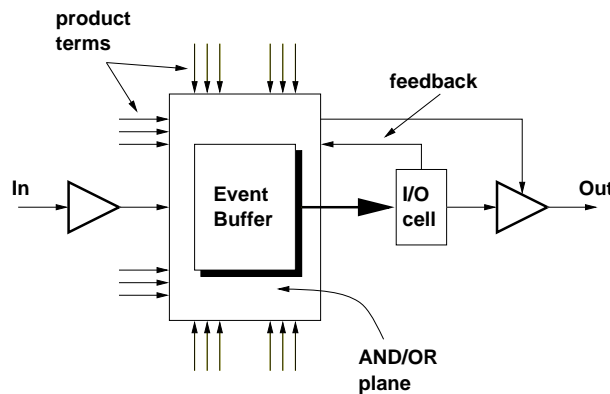 product
terms
feedback
In
Event
Buffer
I/O
cell
Out
AND/OR
plane